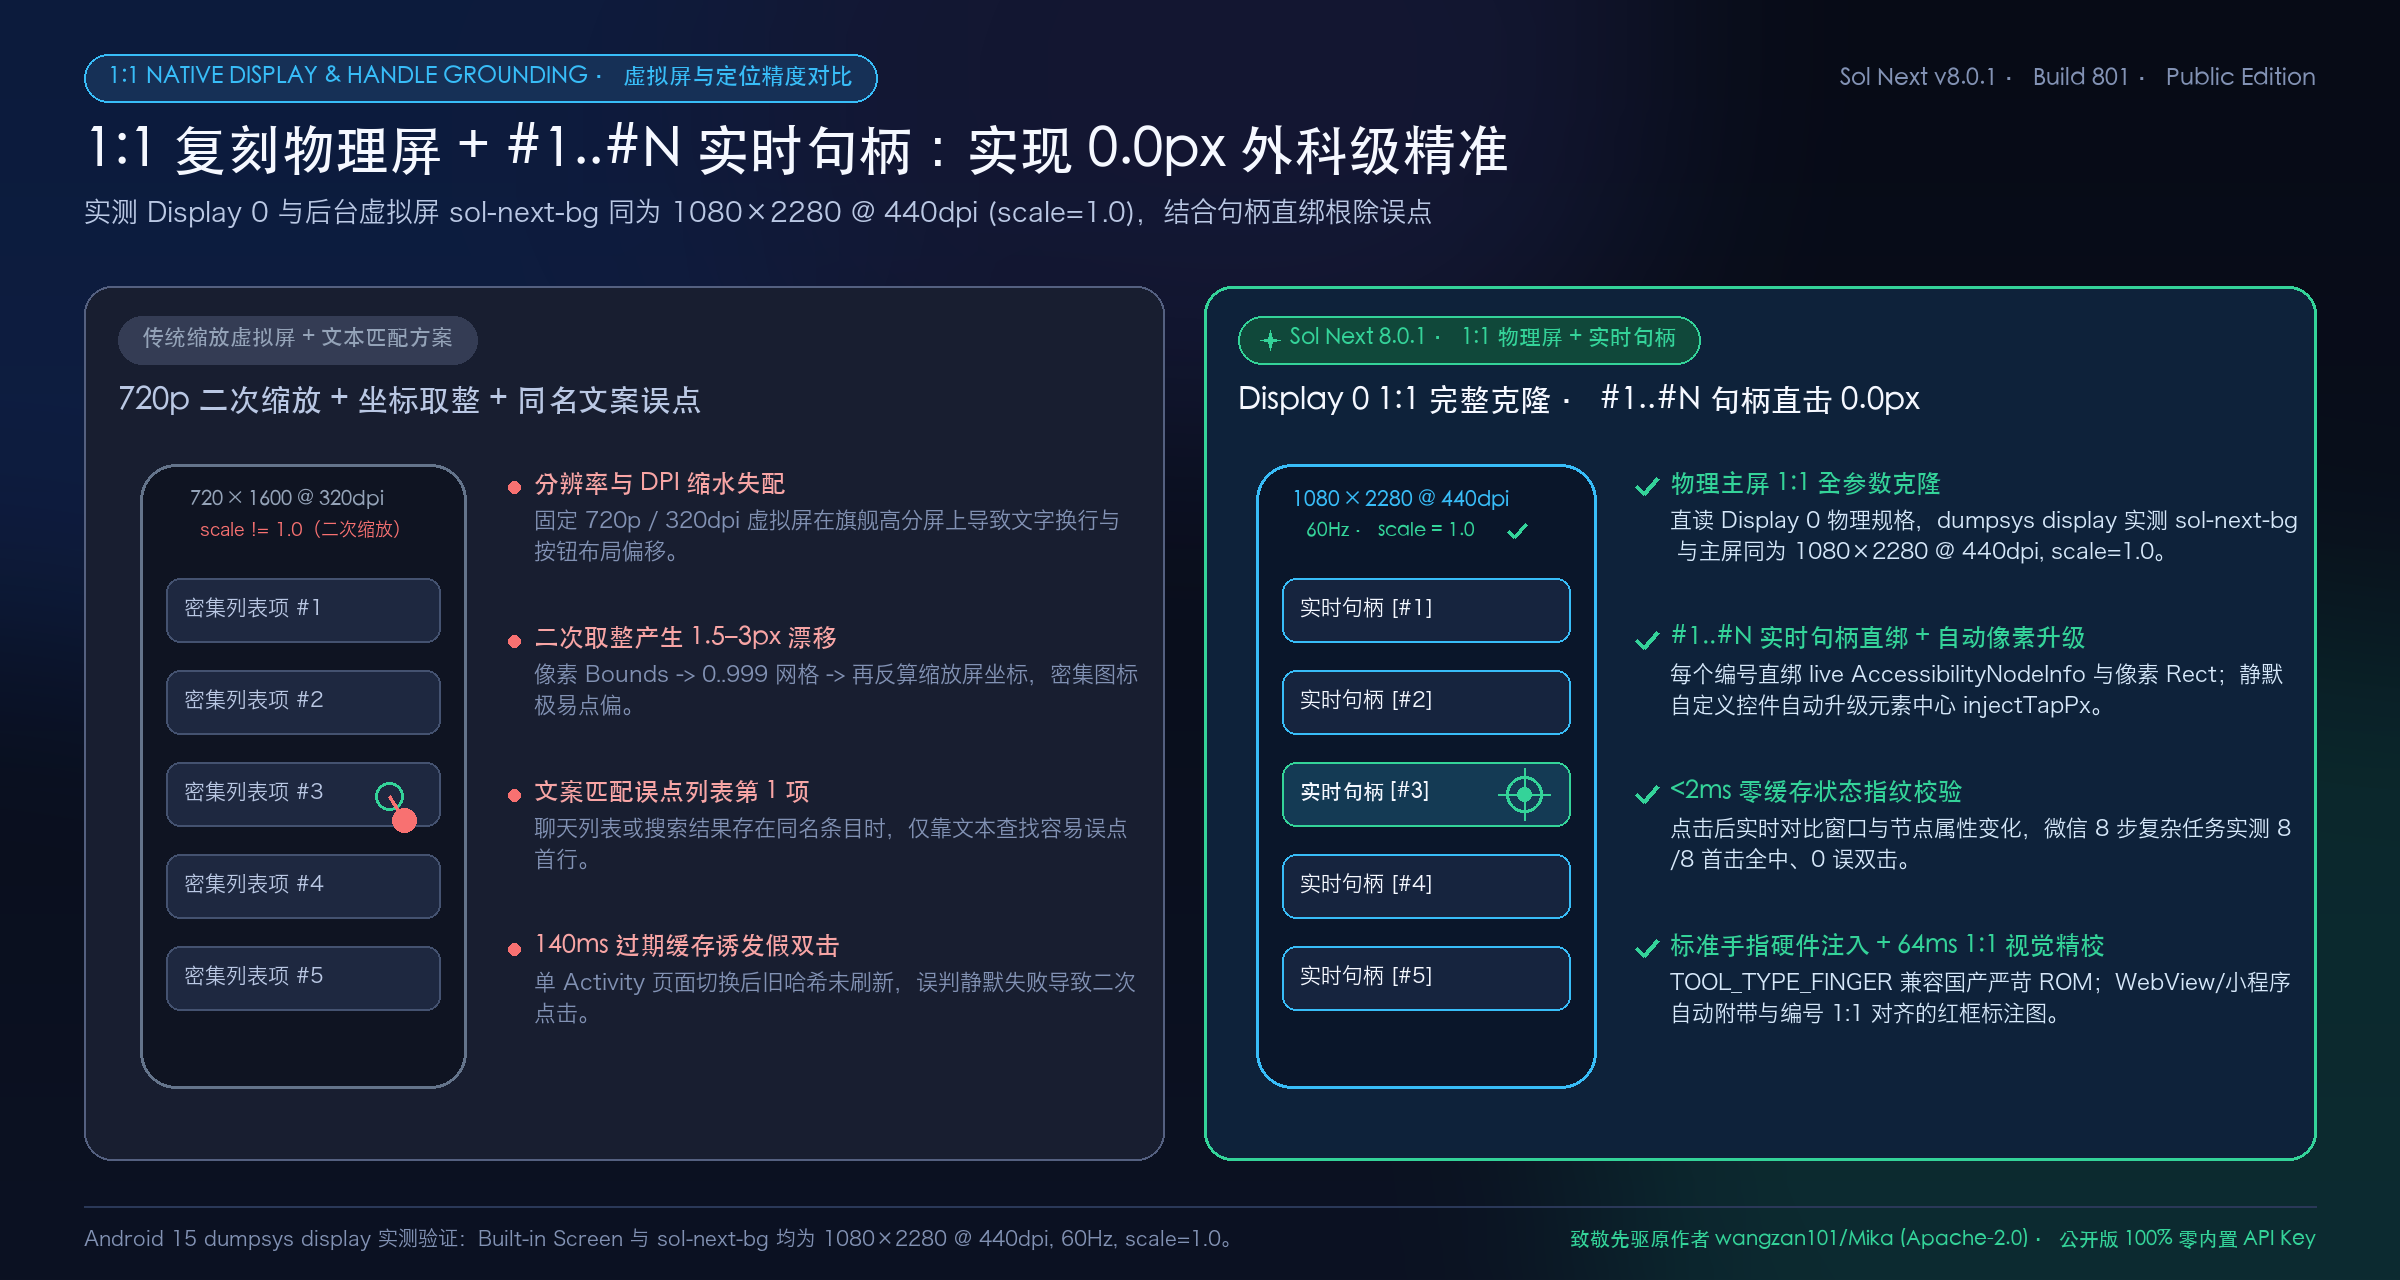 1:1 NATIVE DISPLAY & HANDLE GROUNDING · 虚拟屏与定位精度对比
Sol Next v8.0.1 · Build 801 · Public Edition
1:1 复刻物理屏 + #1..#N 实时句柄：实现 0.0px 外科级精准
实测 Display 0 与后台虚拟屏 sol-next-bg 同为 1080×2280 @ 440dpi (scale=1.0)，结合句柄直绑根除误点
传统缩放虚拟屏 + 文本匹配方案
720p 二次缩放 + 坐标取整 + 同名文案误点
720×1600 @ 320dpi
scale != 1.0（二次缩放）
密集列表项 #1
密集列表项 #2
密集列表项 #3
密集列表项 #4
密集列表项 #5
分辨率与 DPI 缩水失配
固定 720p / 320dpi 虚拟屏在旗舰高分屏上导致文字换行与
按钮布局偏移。
二次取整产生 1.5–3px 漂移
像素 Bounds -> 0..999 网格 -> 再反算缩放屏坐标，密集图标
极易点偏。
文案匹配误点列表第 1 项
聊天列表或搜索结果存在同名条目时，仅靠文本查找容易误点
首行。
140ms 过期缓存诱发假双击
单 Activity 页面切换后旧哈希未刷新，误判静默失败导致二次
点击。
Sol Next 8.0.1 · 1:1 物理屏 + 实时句柄
Display 0 1:1 完整克隆 · #1..#N 句柄直击 0.0px
1080×2280 @ 440dpi
60Hz · scale = 1.0
实时句柄 [#1]
实时句柄 [#2]
实时句柄 [#3]
实时句柄 [#4]
实时句柄 [#5]
物理主屏 1:1 全参数克隆
直读 Display 0 物理规格，dumpsys display 实测 sol-next-bg
与主屏同为 1080×2280 @ 440dpi, scale=1.0。
#1..#N 实时句柄直绑 + 自动像素升级
每个编号直绑 live AccessibilityNodeInfo 与像素 Rect；静默
自定义控件自动升级元素中心 injectTapPx。
<2ms 零缓存状态指纹校验
点击后实时对比窗口与节点属性变化，微信 8 步复杂任务实测 8
/8 首击全中、0 误双击。
标准手指硬件注入 + 64ms 1:1 视觉精校
TOOL_TYPE_FINGER 兼容国产严苛 ROM；WebView/小程序
自动附带与编号 1:1 对齐的红框标注图。
Android 15 dumpsys display 实测验证：Built-in Screen 与 sol-next-bg 均为 1080×2280 @ 440dpi, 60Hz, scale=1.0。
致敬先驱原作者 wangzan101/Mika (Apache-2.0) · 公开版 100% 零内置 API Key